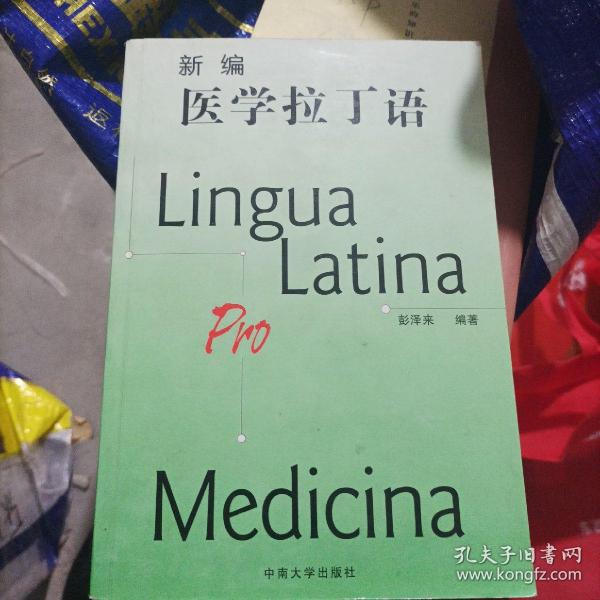 新编
医学拉丁语
Lingua
Latina
Pro
彭泽来 编著
Medicina
中南大学出版社
孔夫子旧书网
www.kongfz.com